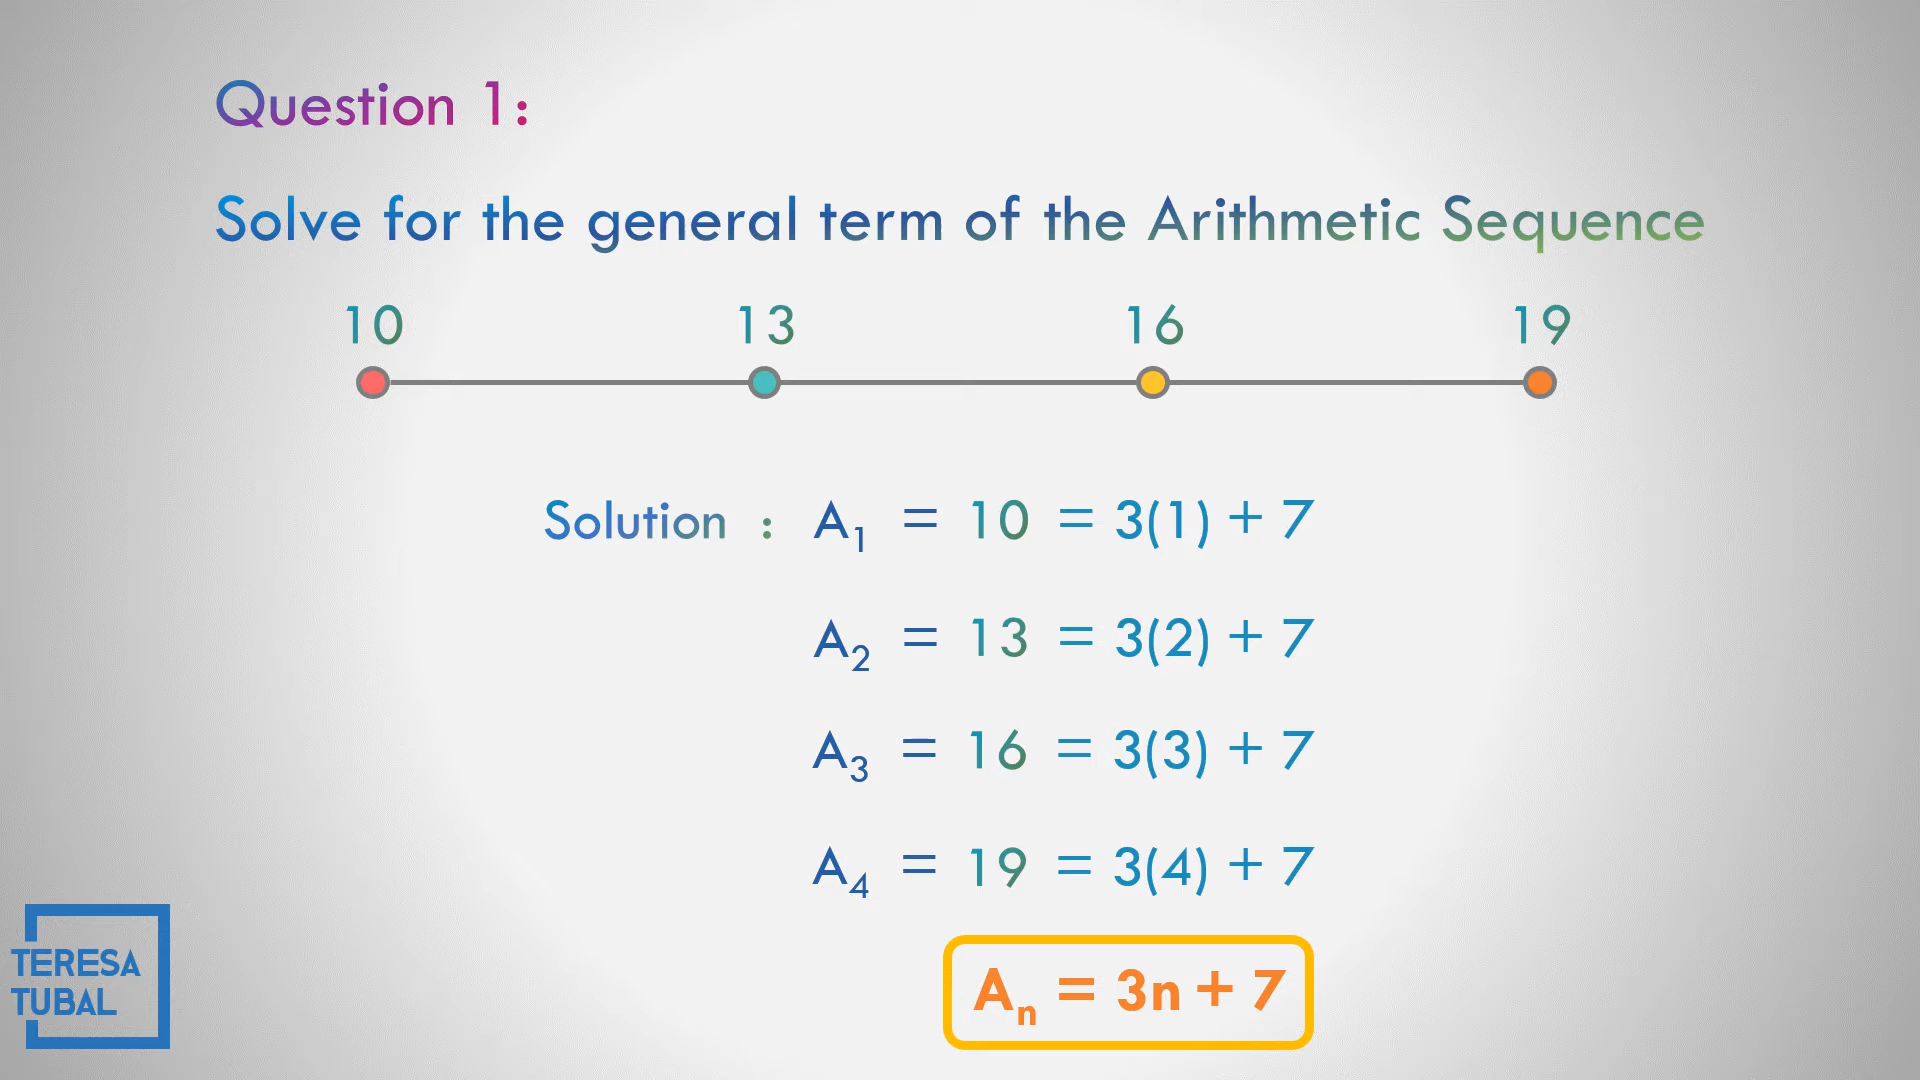 Question 1:
Solve for the general term of the Arithmetic Sequence
10 13 16 19
Solution : A₁ = 10 = 3(1) + 7
A₂ = 13 = 3(2) + 7
A₃ = 16 = 3(3) + 7
A₄ = 19 = 3(4) + 7
Aₙ = 3n + 7
TERESA
TUBAL